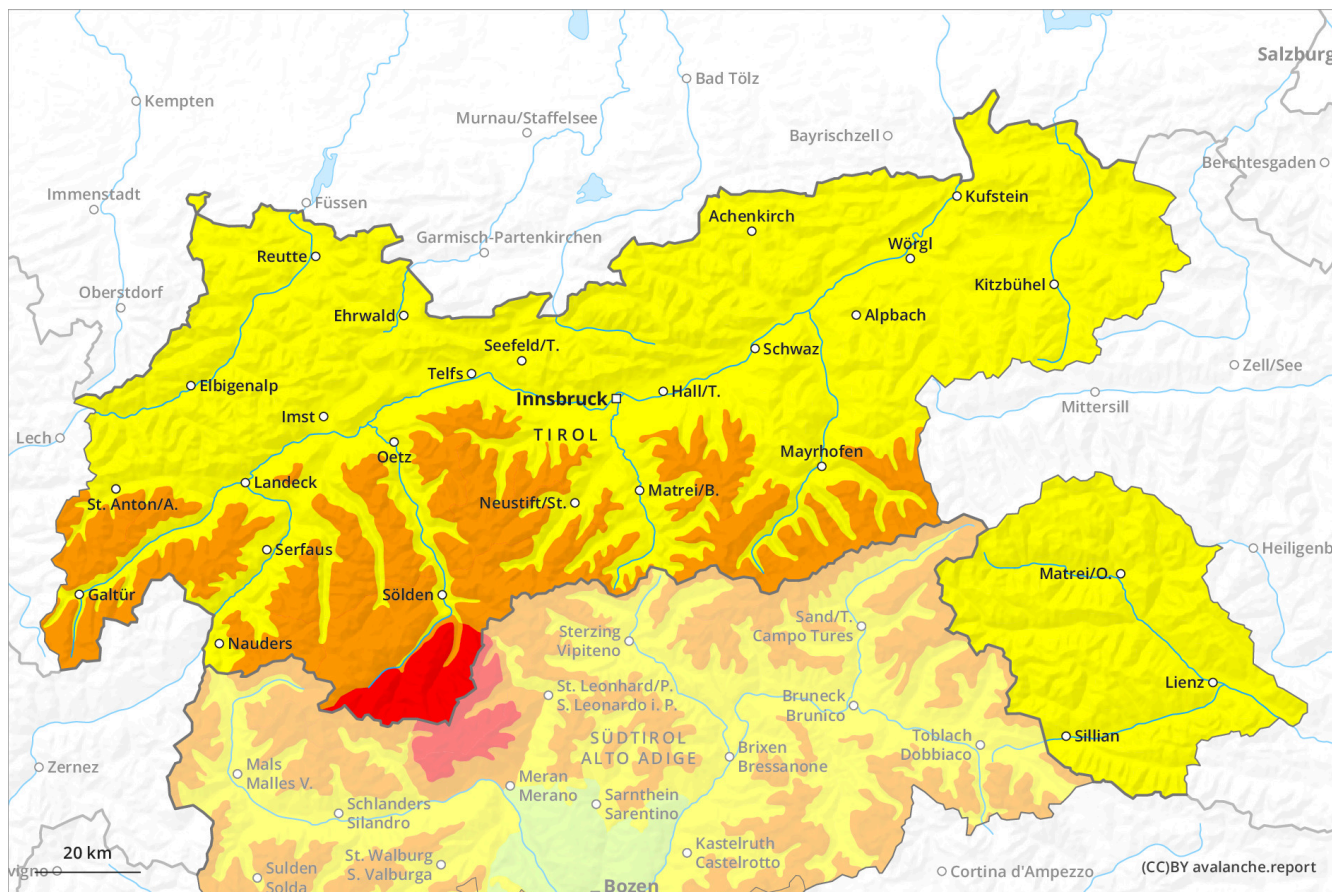 Salzburg
Bad Tölz
Kempten
Murnau/Staffelsee
Bayrischzell
Berchtesgaden
Immenstadt
Füssen
Kufstein
Achenkirch
Garmisch-Partenkirchen
Wörgl
Reutte
Kitzbühel
Oberstdorf
Ehrwald
Alpbach
Seefeld/T.
Schwaz
Zell/See
Telfs
Elbigenalp
Hall/T.
Innsbruck
Mittersill
Imst
Lech
TIROL
Oetz
Mayrhofen
Landeck
Matrei/B.
St. Anton/A.
Neustift/St.
Serfaus
Heiligenb
Matrei/O.
Galtür
Sölden
Sand/T.
Campo Tures
Sterzing
Vipiteno
Nauders
Lienz
St. Leonhard/P.
S. Leonardo i. P.
Bruneck
Brunico
Sillian
SÜDTIROL
ALTO ADIGE
Toblach
Dobbiaco
Brixen
Bressanone
Zernez
Mals
Malles V.
Meran
Merano
Sarnthein
Sarentino
Schlanders
Silandro
Kastelruth
Castelrotto
20 km
St. Walburg
S. Valburga
vigno
Cortina d'Ampezzo
(CC)BY avalanche.report
Sulden
Solda
Bozen